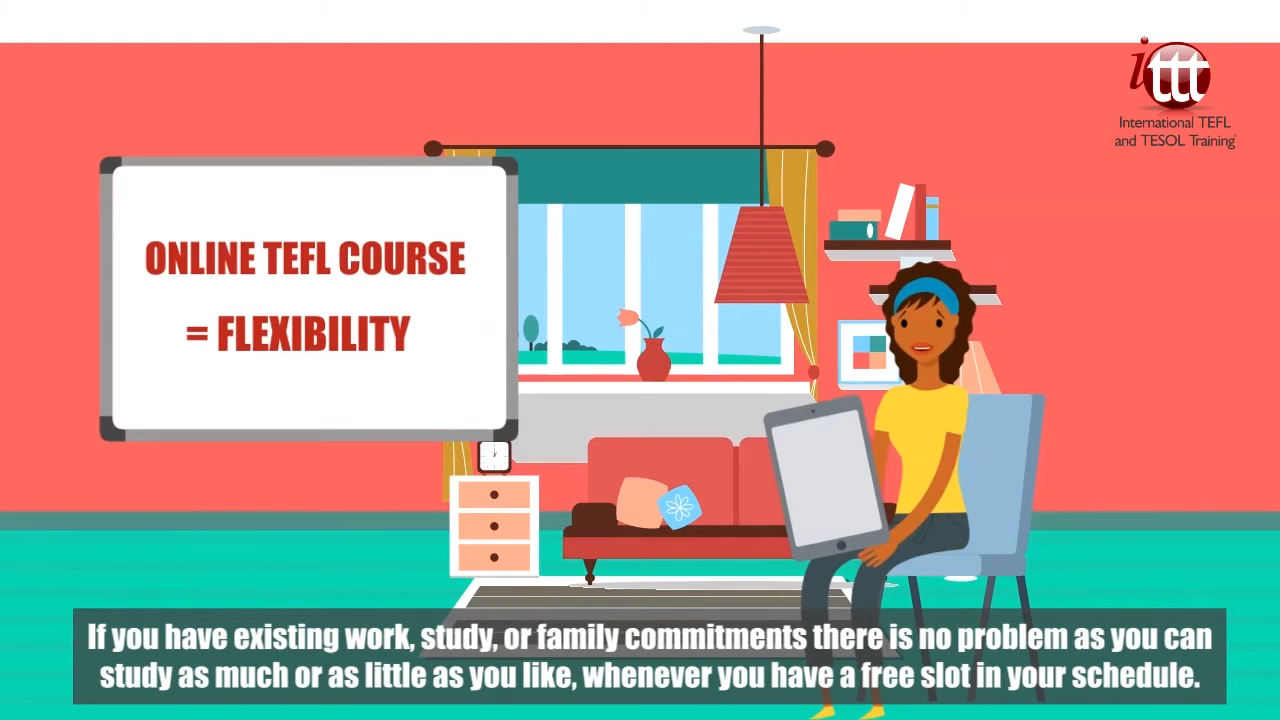 ittt
International TEFL
and TESOL Training
ONLINE TEFL COURSE
= FLEXIBILITY
If you have existing work, study, or family commitments there is no problem as you can
study as much or as little as you like, whenever you have a free slot in your schedule.